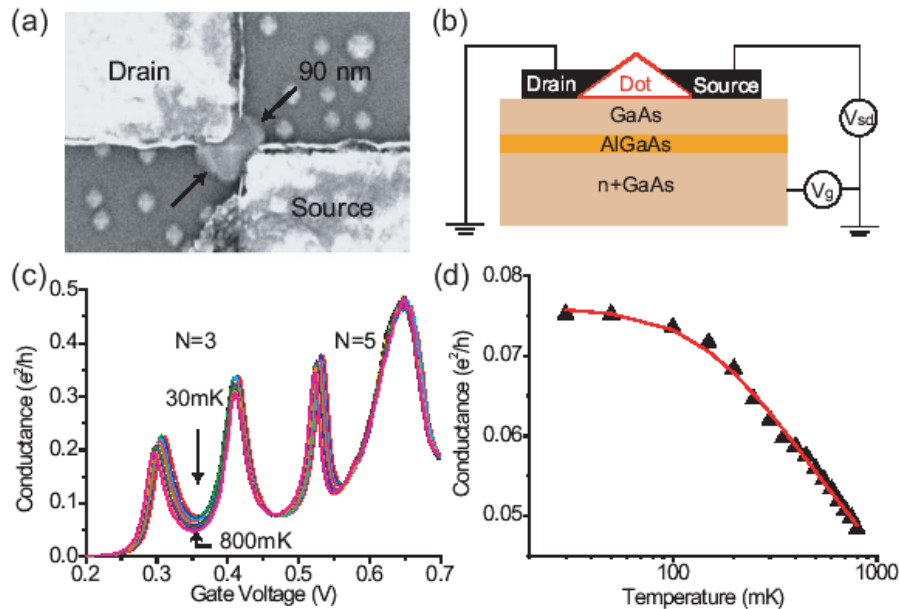 (a)
Drain
90 nm
Source
(b)
Drain
Dot
Source
GaAs
AlGaAs
n+GaAs
Vsd
Vg
(c)
Conductance (e²/h)
0.5
0.4
0.3
0.2
0.1
0.0
N=3
N=5
30mK
800mK
0.2 0.3 0.4 0.5 0.6 0.7
Gate Voltage (V)
(d)
Conductance (e²/h)
0.08
0.07
0.06
0.05
100 1000
Temperature (mK)